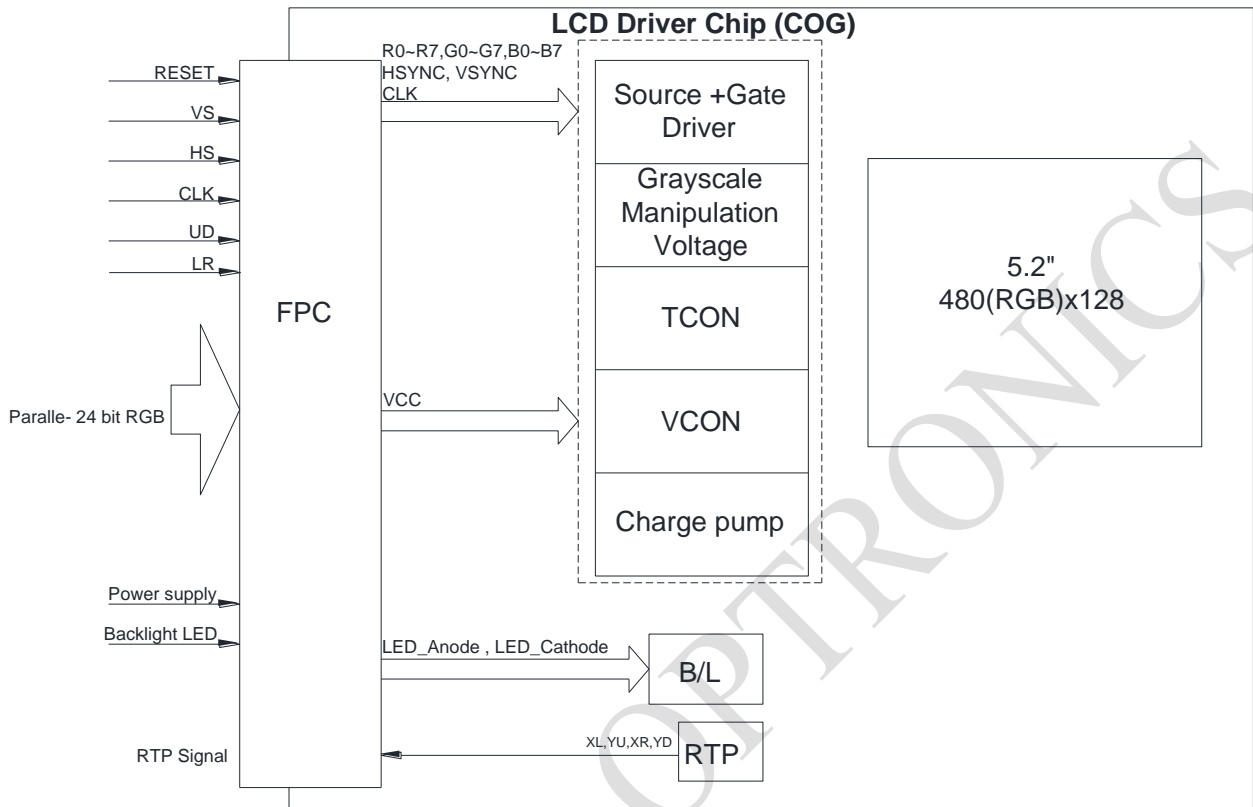 LCD Driver Chip (COG)
R0~R7,G0~G7,B0~B7
HSYNC, VSYNC
CLK
RESET
VS
HS
CLK
UD
LR
FPC
Paralle- 24 bit RGB
VCC
Source +Gate
Driver
Grayscale
Manipulation
Voltage
TCON
VCON
Charge pump
5.2"
480(RGB)x128
Power supply
Backlight LED
LED_Anode , LED_Cathode
B/L
RTP Signal
XL,YU,XR,YD
RTP
OPTRONICS